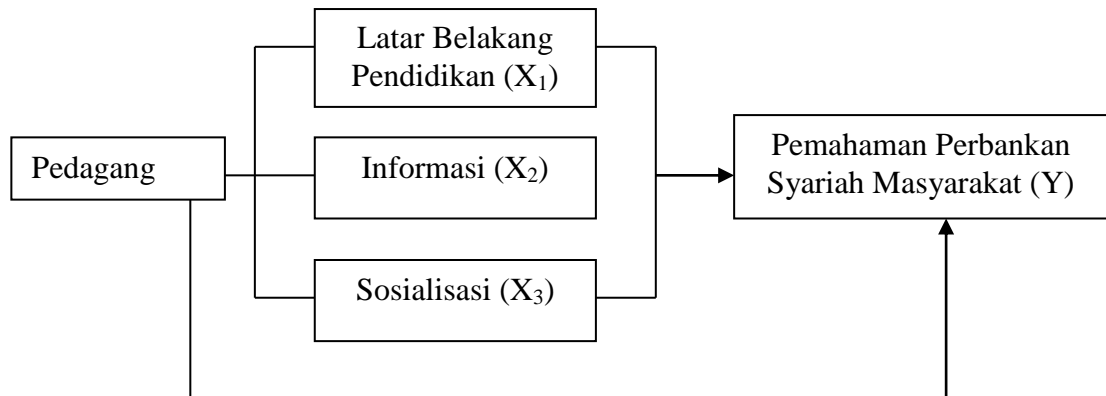 Pedagang
Latar Belakang
Pendidikan (X₁)
Informasi (X₂)
Sosialisasi (X₃)
Pemahaman Perbankan
Syariah Masyarakat (Y)